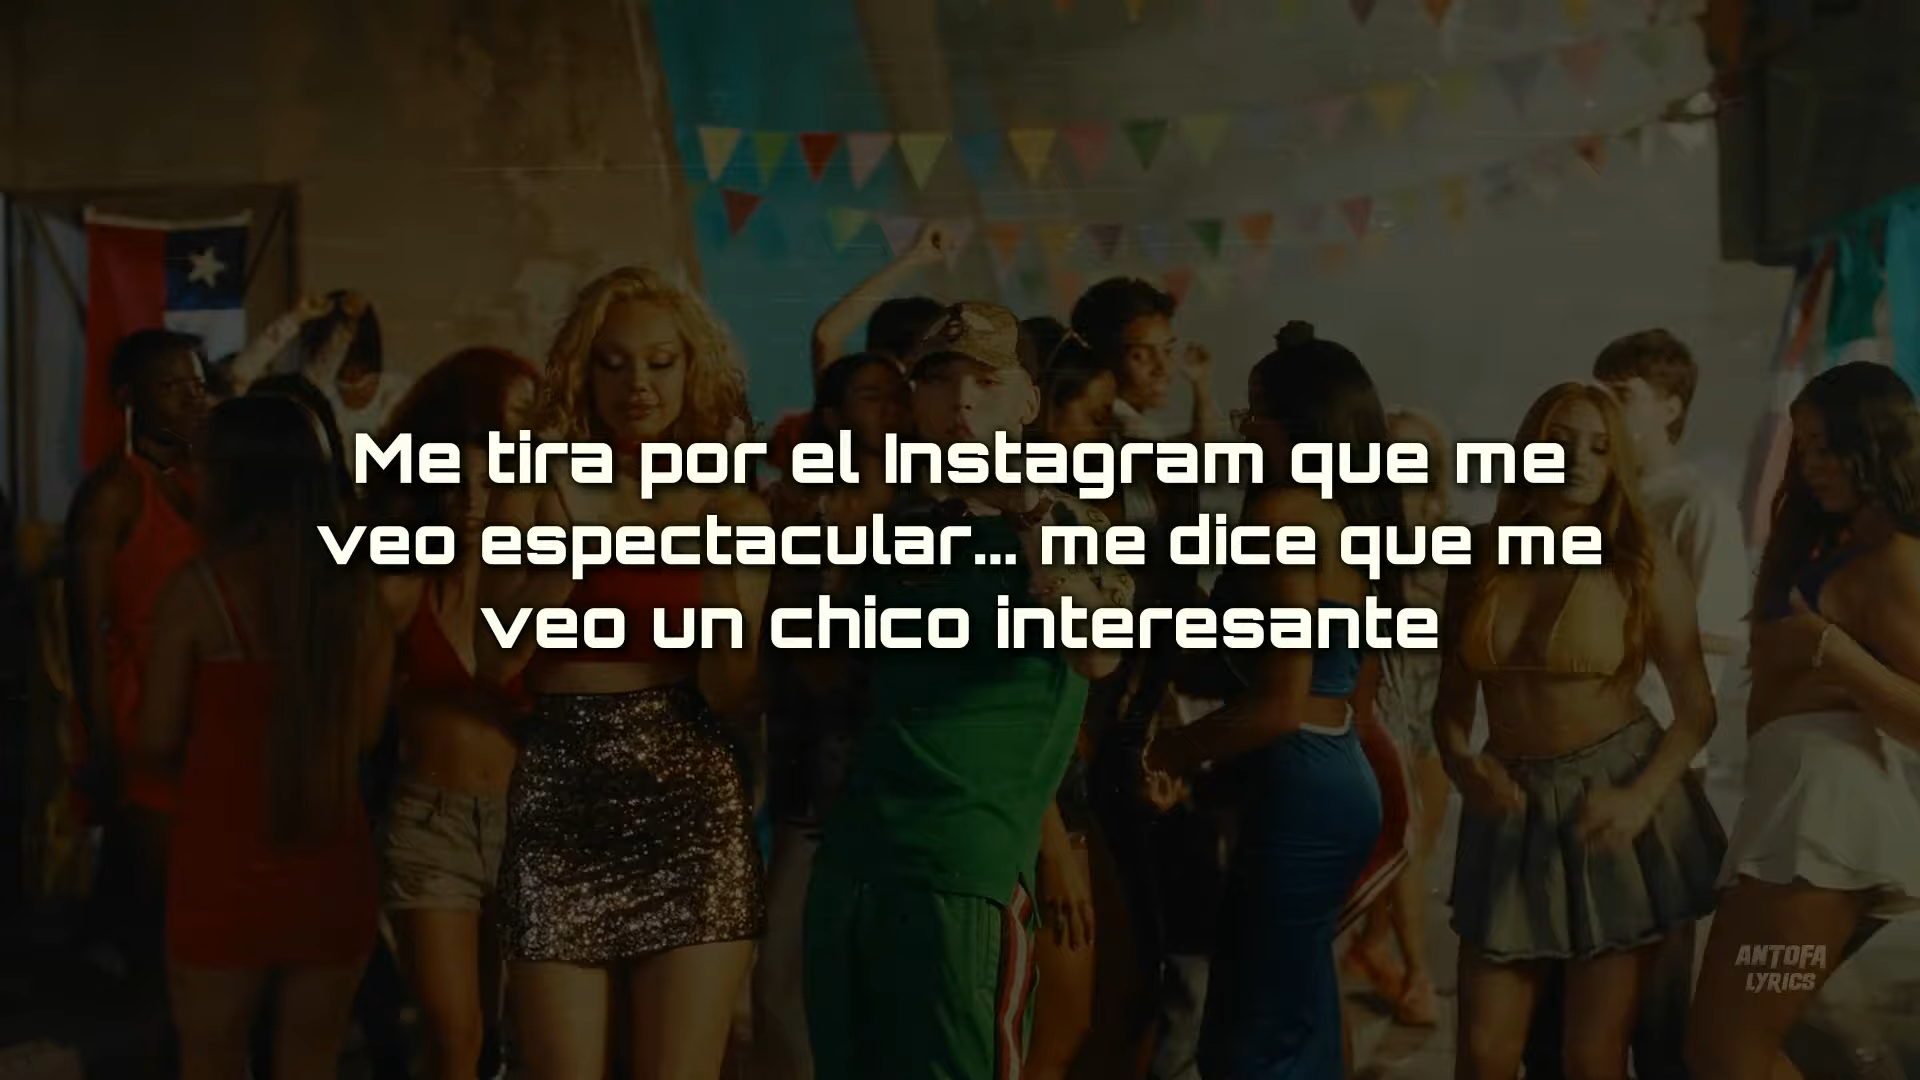 Me tira por el Instagram que me
veo espectacular... me dice que me
veo un chico interesante
ANTOFA
LYRICS